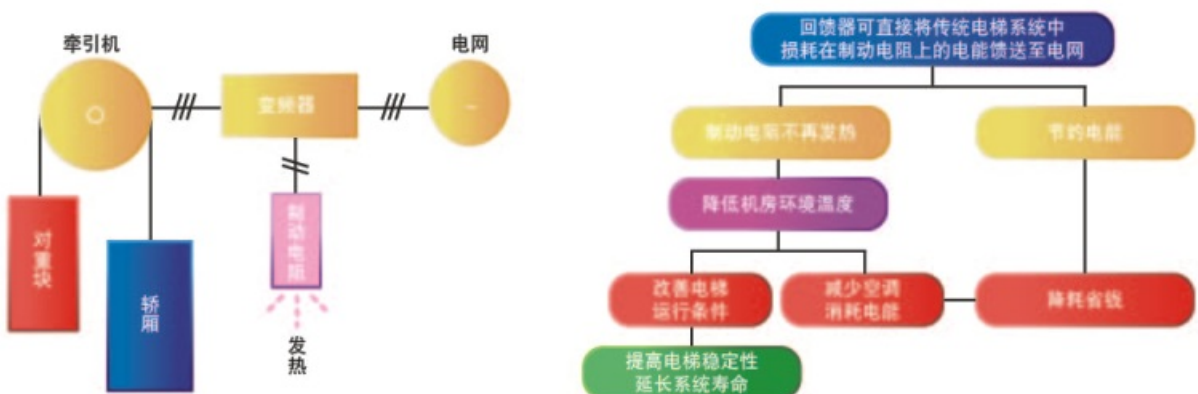 牵引机
电网
变频器
制动电阻
对重块
轿厢
发热
回馈器可直接将传统电梯系统中
损耗在制动电阻上的电能馈送至电网
制动电阻不再发热
节约电能
降低机房环境温度
改善电梯
运行条件
减少空调
消耗电能
降耗省钱
提高电梯稳定性
延长系统寿命